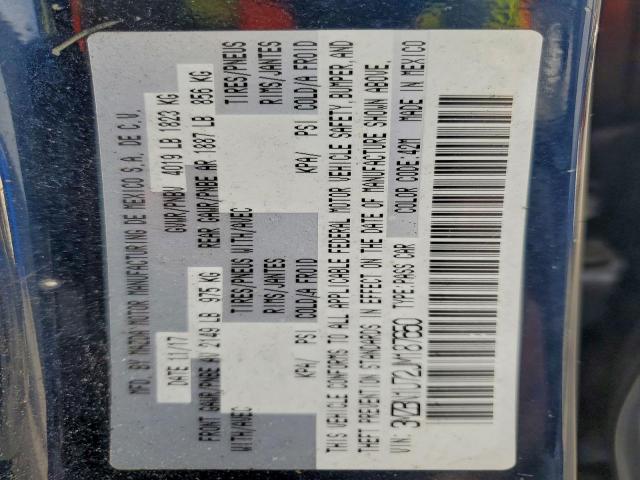 MFD BY MAZDA MOTOR MANUFACTURING DE MEXICO S.A. DE C.V.
DATE 11/17 GVWR/PNBV 4019 LB 1823 KG
FRONT GAWR/PNBE AV 2149 LB 975 KG REAR GAWR/PNBE AR 1887 LB 856 KG
WITH/AVEC TIRES/PNEUS WITH/AVEC TIRES/PNEUS
RIMS/JANTES RIMS/JANTES
KPA/ PSI COLD/A FROID KPA/ PSI COLD/A FROID
THIS VEHICLE CONFORMS TO ALL APPLICABLE FEDERAL MOTOR VEHICLE SAFETY, BUMPER, AND
THEFT PREVENTION STANDARDS IN EFFECT ON THE DATE OF MANUFACTURE SHOWN ABOVE.
VIN: TYPE:PASS CAR COLOR CODE:42M MADE IN MEXICO